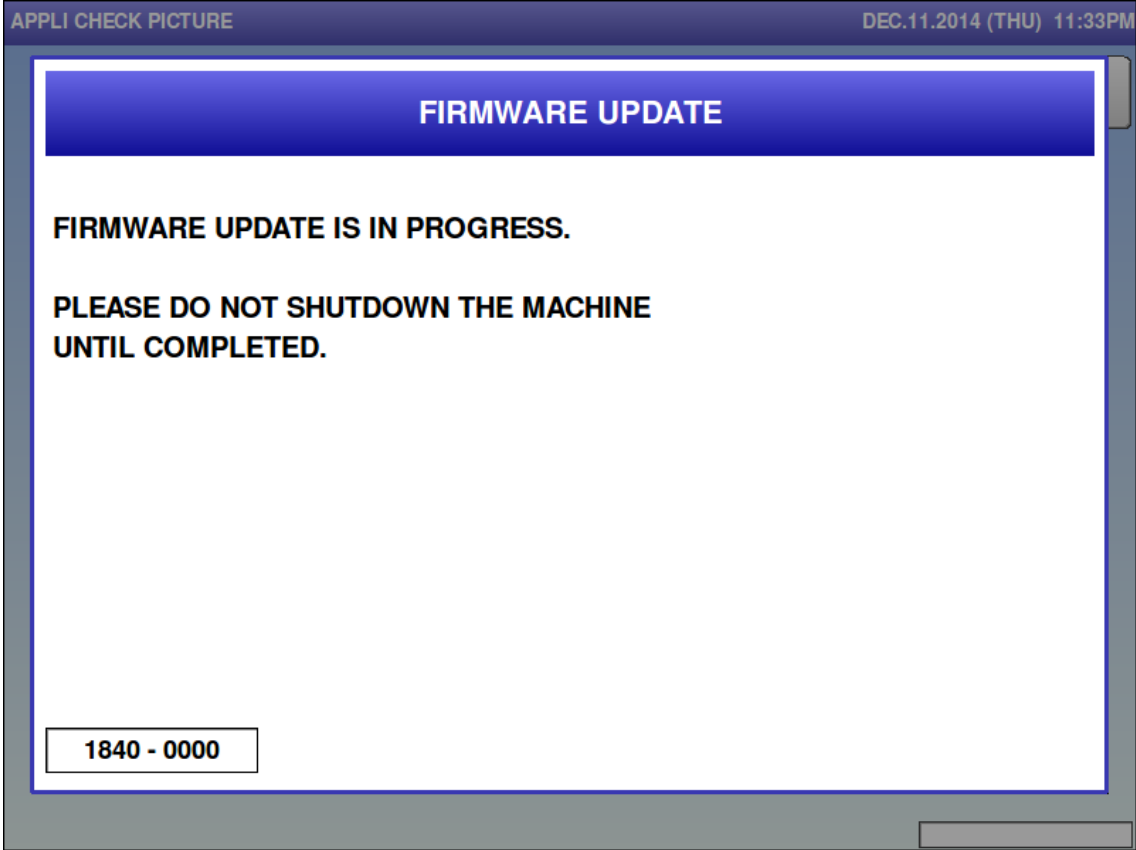 APPLI CHECK PICTURE DEC.11.2014 (THU) 11:33PM
FIRMWARE UPDATE
FIRMWARE UPDATE IS IN PROGRESS.
PLEASE DO NOT SHUTDOWN THE MACHINE
UNTIL COMPLETED.
1840 - 0000